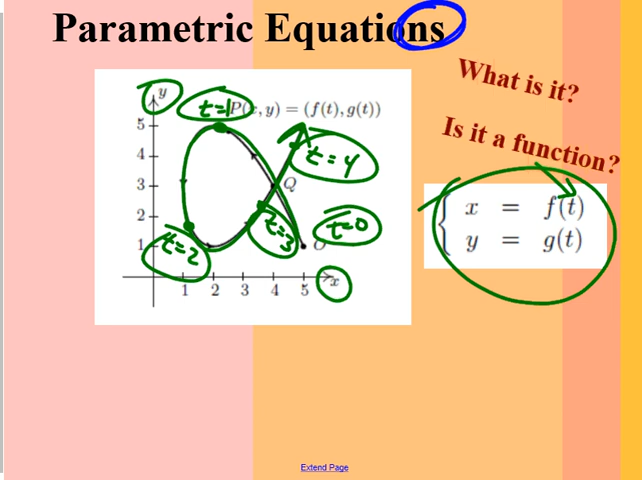 Parametric Equations
What is it?
Is it a function?
y
t=1 P(x, y) = (f(t), g(t))
5
4
t=4
3
Q
2
t=3
t=0
1
t=2
O
x
1 2 3 4 5
x = f(t)
y = g(t)
Extend Page